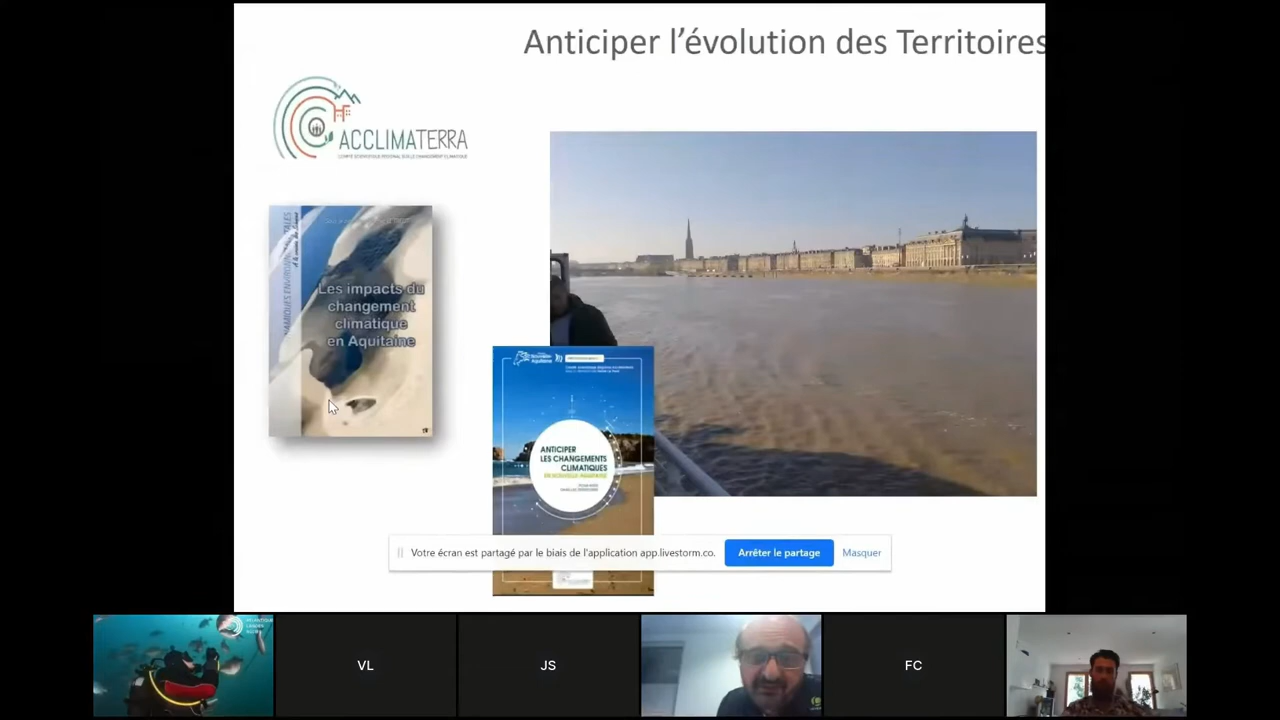 Anticiper l'évolution des Territoires
ACCLIMATERRA
COMITÉ SCIENTIFIQUE RÉGIONAL SUR LE CHANGEMENT CLIMATIQUE
Les impacts du
changement
climatique
en Aquitaine
ANTICIPER
LES CHANGEMENTS
CLIMATIQUES
EN NOUVELLE-AQUITAINE
Votre écran est partagé par le biais de l'application app.livestorm.co.
Arrêter le partage
Masquer
VL
JS
FC